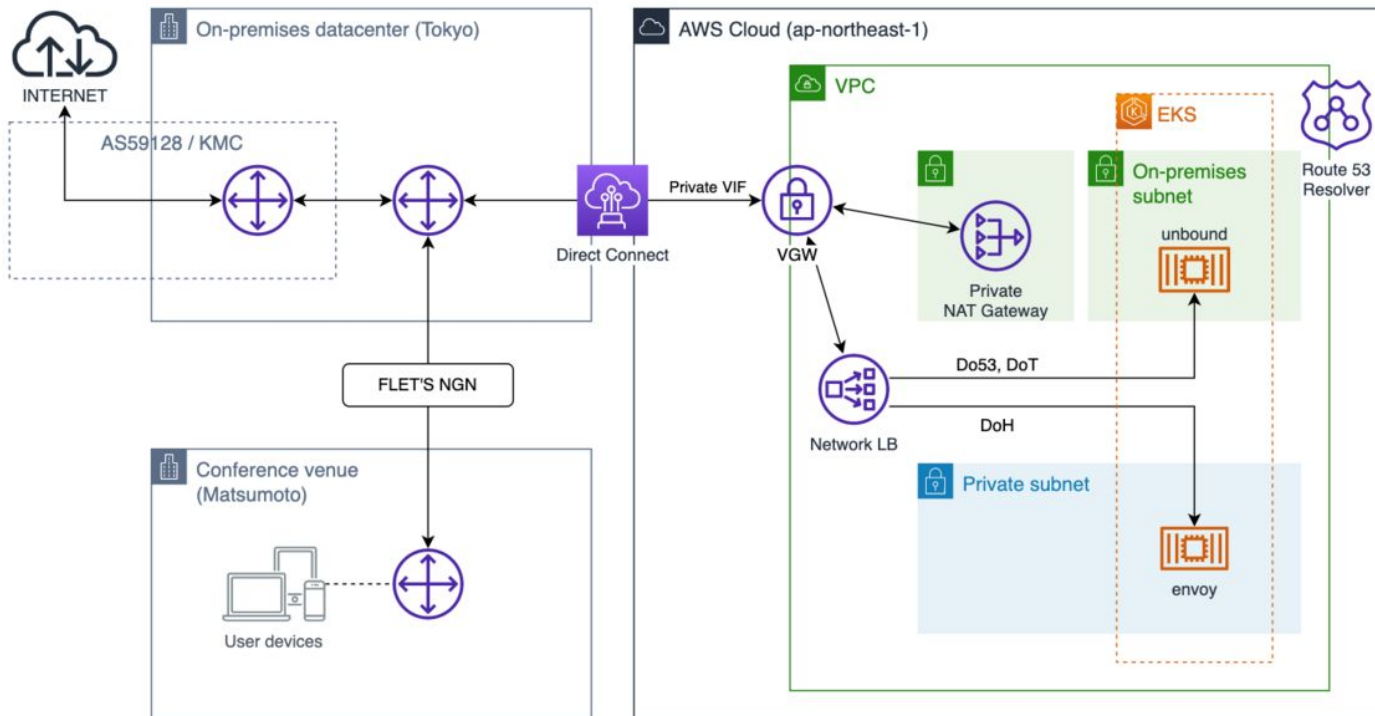 On-premises datacenter (Tokyo)
AWS Cloud (ap-northeast-1)
INTERNET
VPC
EKS
AS59128 / KMC
Route 53
Resolver
On-premises
subnet
Private VIF
unbound
Direct Connect
VGW
Private
NAT Gateway
FLET'S NGN
Do53, DoT
DoH
Network LB
Conference venue
(Matsumoto)
Private subnet
envoy
User devices